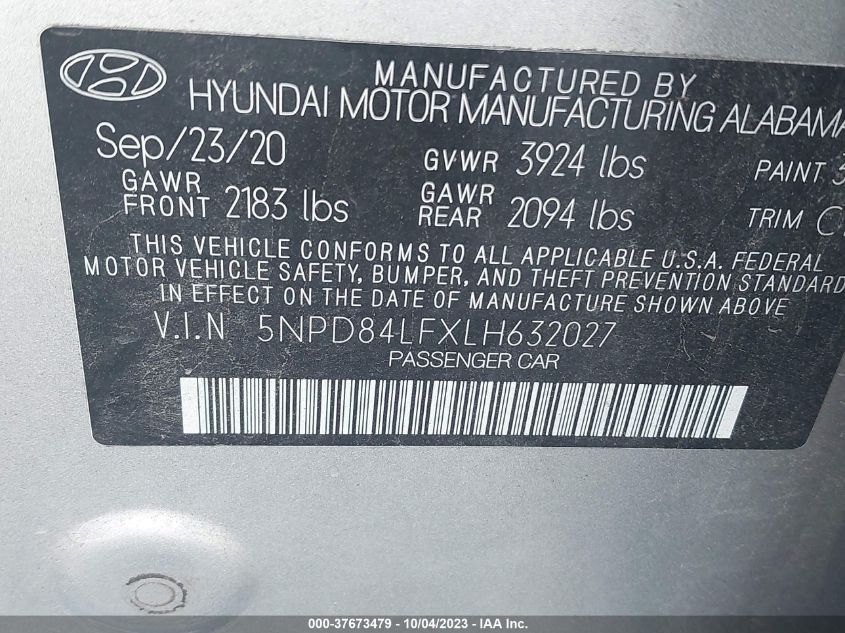 MANUFACTURED BY
HYUNDAI MOTOR MANUFACTURING ALABAMA
Sep/23/20 GVWR 3924 lbs PAINT
GAWR FRONT 2183 lbs GAWR REAR 2094 lbs TRIM
THIS VEHICLE CONFORMS TO ALL APPLICABLE U.S.A. FEDERAL
MOTOR VEHICLE SAFETY, BUMPER, AND THEFT PREVENTION STANDARD
IN EFFECT ON THE DATE OF MANUFACTURE SHOWN ABOVE
V.I.N 5NPD84LFXLH632027
PASSENGER CAR
000-37673479 - 10/04/2023 - IAA Inc.